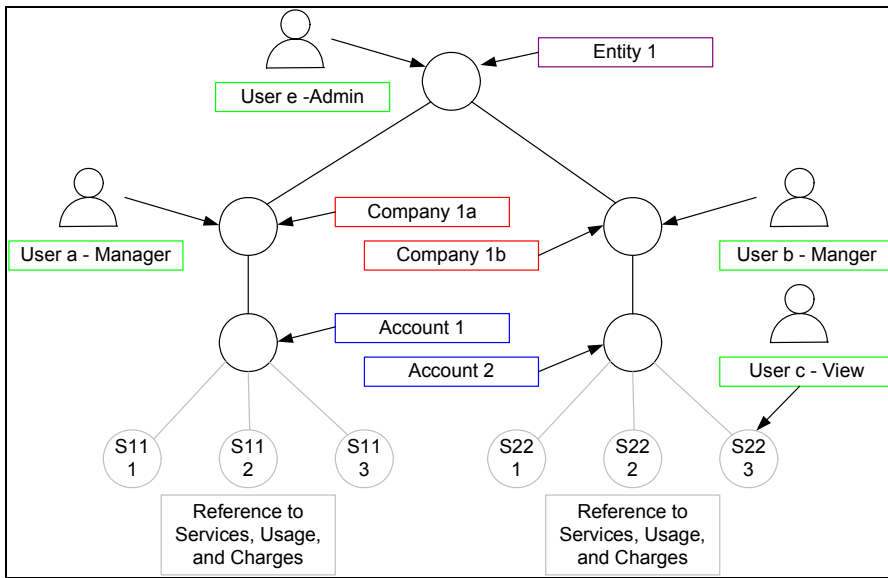 Entity 1
User e -Admin
Company 1a
User a - Manager
Company 1b
User b - Manger
Account 1
Account 2
User c - View
S11
1
S11
2
S11
3
S22
1
S22
2
S22
3
Reference to
Services, Usage,
and Charges
Reference to
Services, Usage,
and Charges